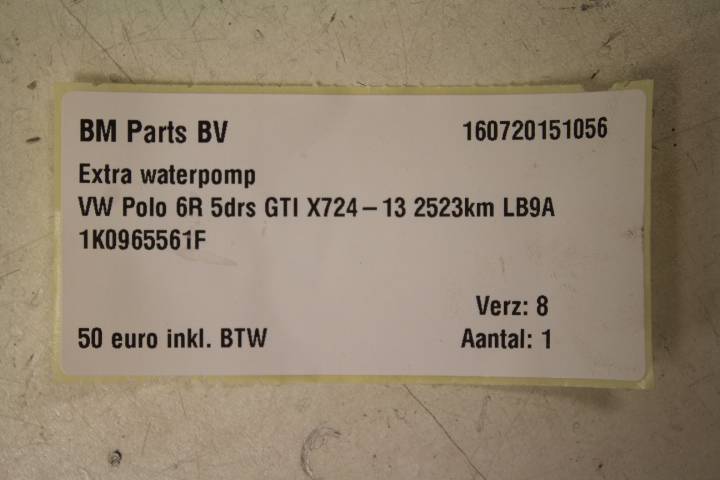 BM Parts BV 160720151056
Extra waterpomp
VW Polo 6R 5drs GTI X724-13 2523km LB9A
1K0965561F
Verz: 8
50 euro inkl. BTW Aantal: 1